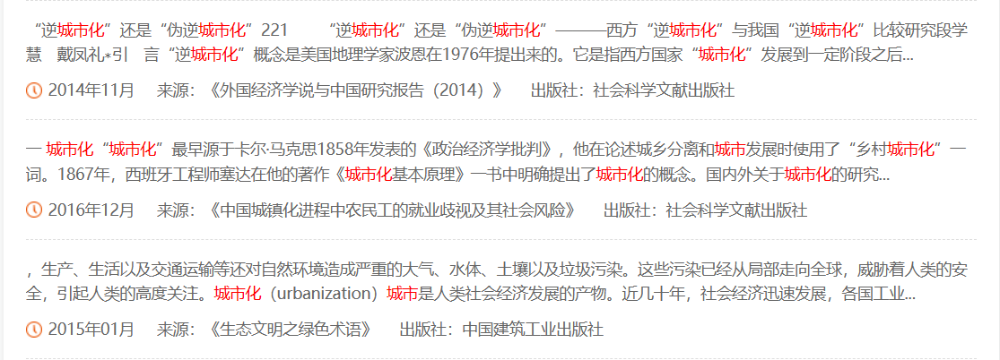 “逆城市化”还是“伪逆城市化”221 “逆城市化”还是“伪逆城市化”————西方“逆城市化”与我国“逆城市化”比较研究段学
慧 戴凤礼*引 言“逆城市化”概念是美国地理学家波恩在1976年提出来的。它是指西方国家“城市化”发展到一定阶段之后...
2014年11月 来源：《外国经济学说与中国研究报告（2014）》 出版社：社会科学文献出版社
一 城市化“城市化”最早源于卡尔·马克思1858年发表的《政治经济学批判》，他在论述城乡分离和城市发展时使用了“乡村城市化”一
词。1867年，西班牙工程师塞达在他的著作《城市化基本原理》一书中明确提出了城市化的概念。国内外关于城市化的研究...
2016年12月 来源：《中国城镇化进程中农民工的就业歧视及其社会风险》 出版社：社会科学文献出版社
，生产、生活以及交通运输等还对自然环境造成严重的大气、水体、土壤以及垃圾污染。这些污染已经从局部走向全球，威胁着人类的安
全，引起人类的高度关注。城市化（urbanization）城市是人类社会经济发展的产物。近几十年，社会经济迅速发展，各国工业...
2015年01月 来源：《生态文明之绿色术语》 出版社：中国建筑工业出版社